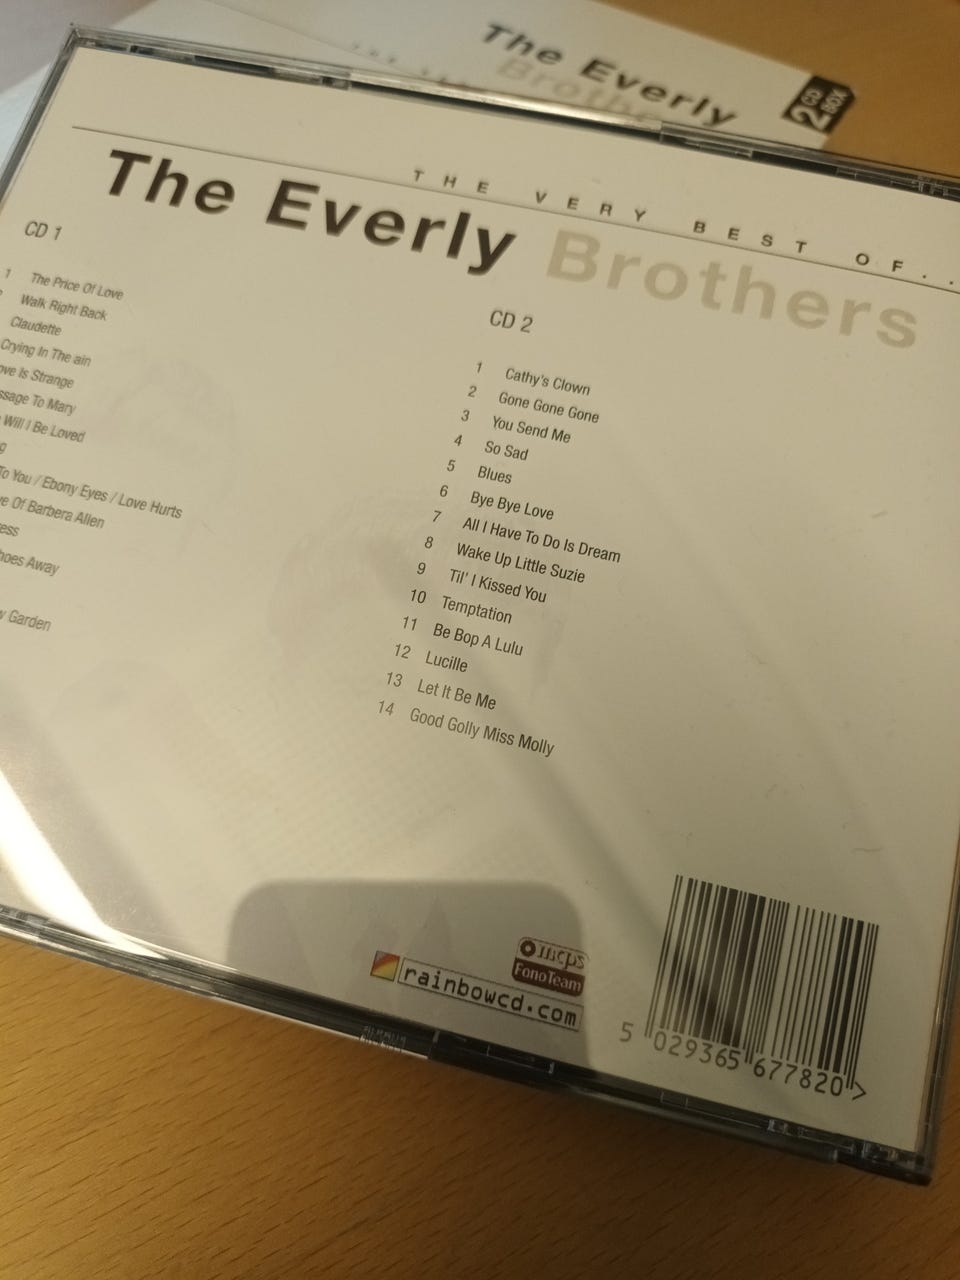 The Everly
Brothe
2 CD BOX
THE VERY BEST OF...
The Everly Brothers
CD 1
1 The Price Of Love
Walk Right Back
Claudette
Crying In The ain
ove Is Strange
ssage To Mary
Will I Be Loved
g
To You / Ebony Eyes / Love Hurts
e Of Barbera Allen
ress
hoes Away
w Garden
CD 2
1 Cathy's Clown
2 Gone Gone Gone
3 You Send Me
4 So Sad
5 Blues
6 Bye Bye Love
7 All I Have To Do Is Dream
8 Wake Up Little Suzie
9 Til' I Kissed You
10 Temptation
11 Be Bop A Lulu
12 Lucille
13 Let It Be Me
14 Good Golly Miss Molly
mcps
FonoTeam
rainbowcd.com
5 029365 677820 >